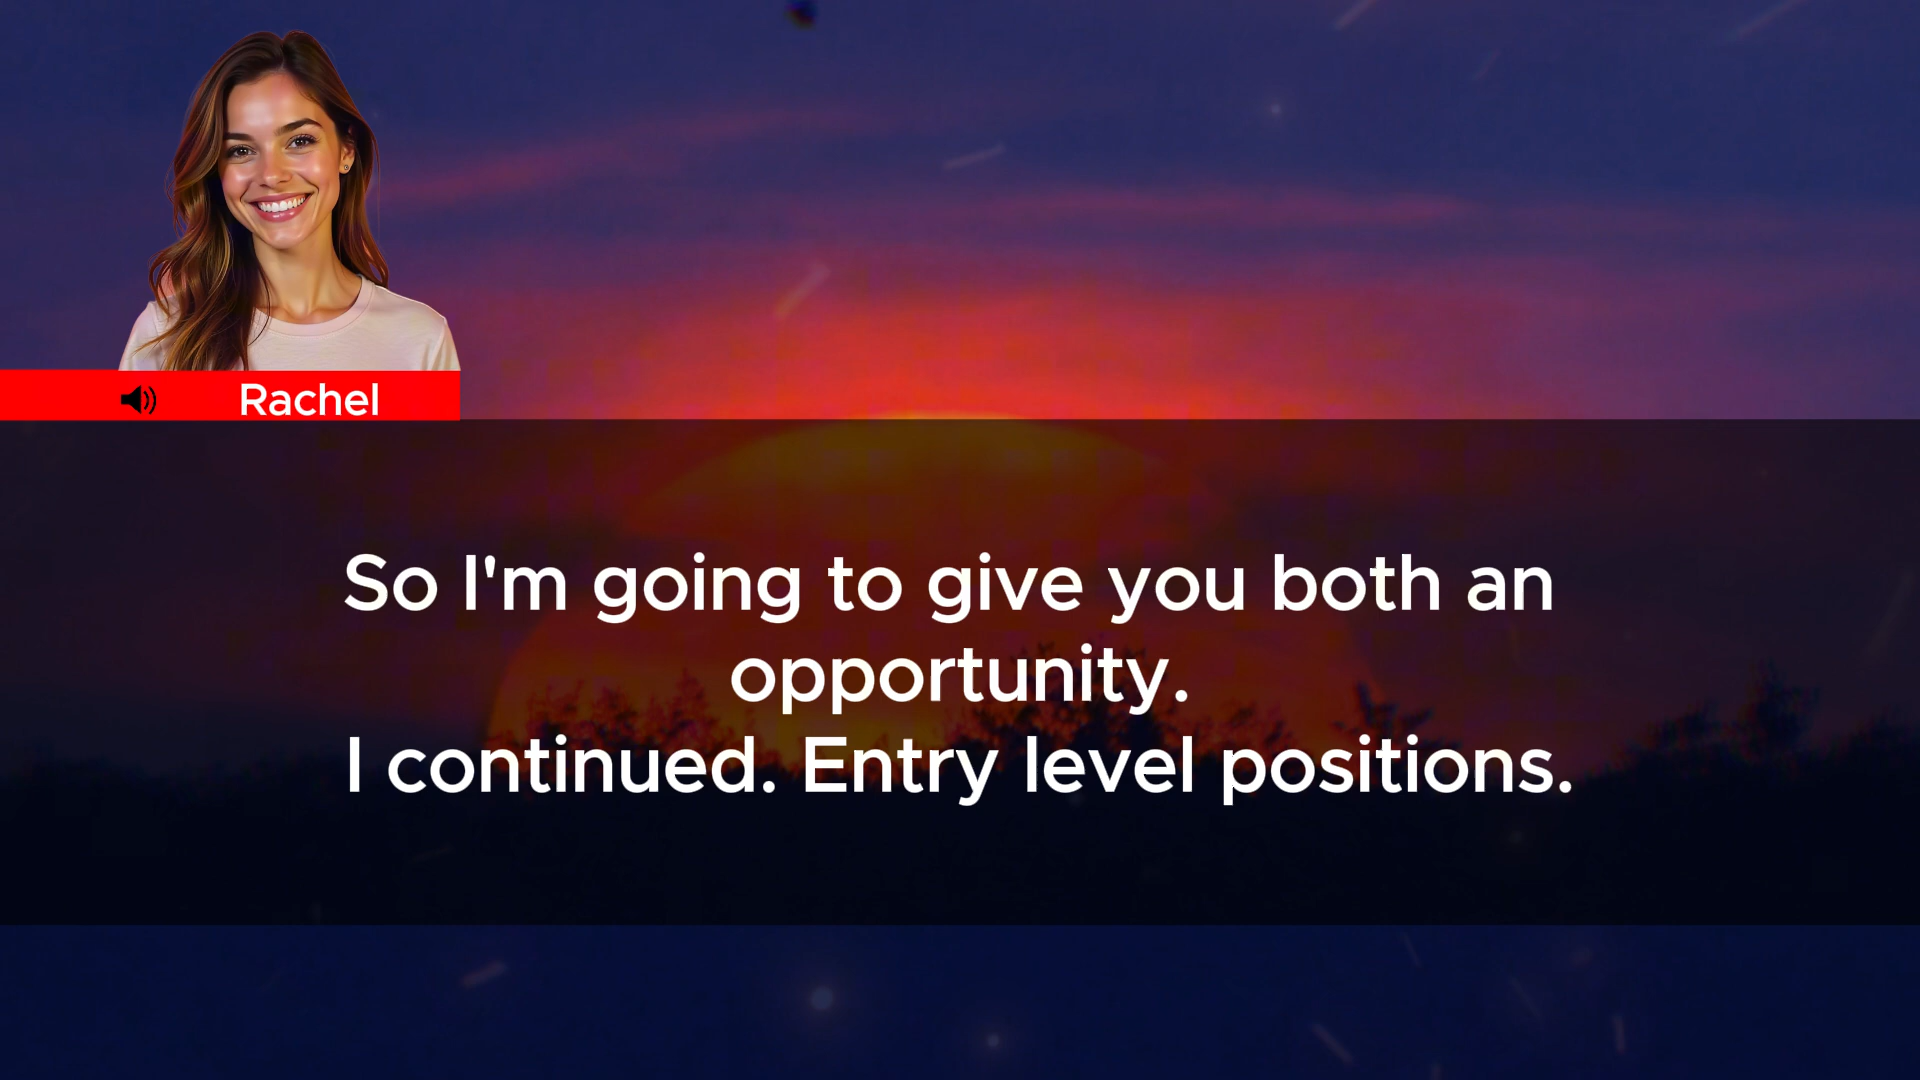 Rachel
So I'm going to give you both an
opportunity.
I continued. Entry level positions.